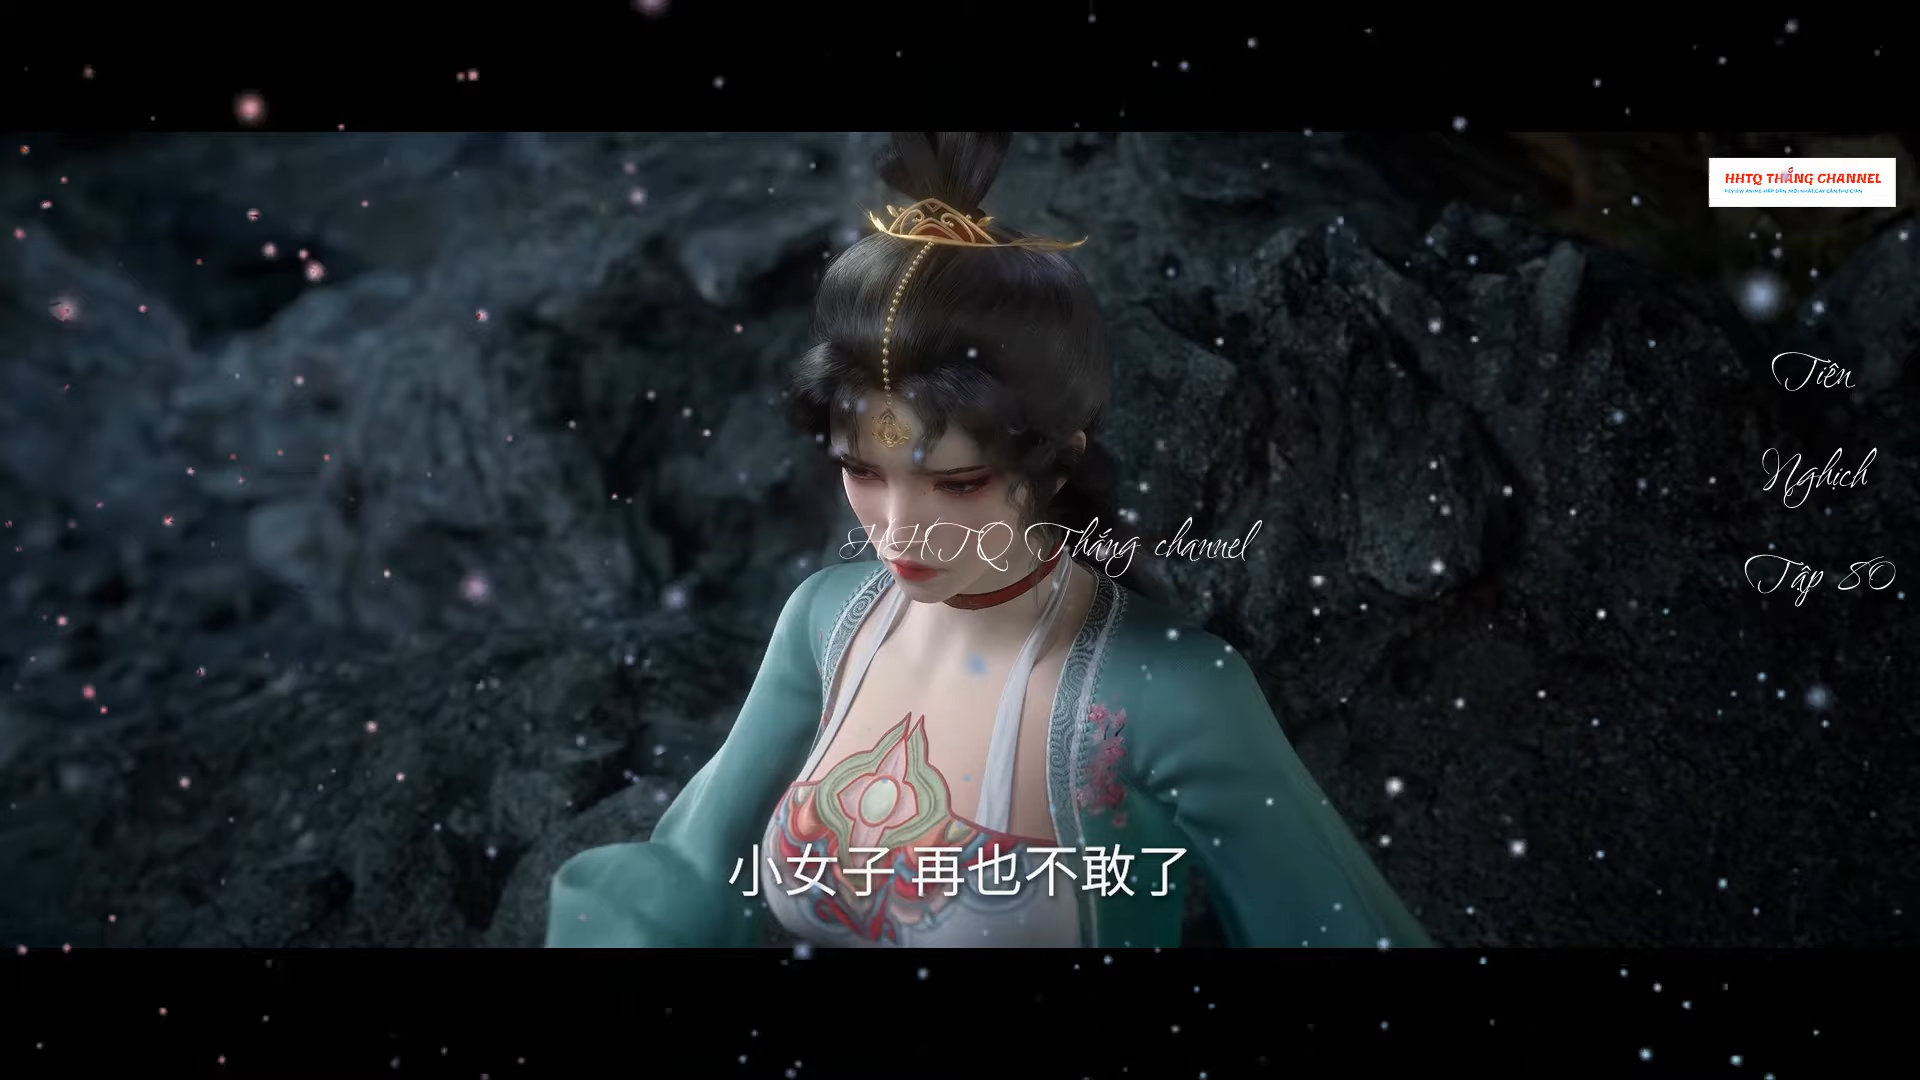 HHTQ THẮNG CHANNEL
Tiên
Nghịch
HHTQ Thắng channel
Tập 80
小女子 再也不敢了